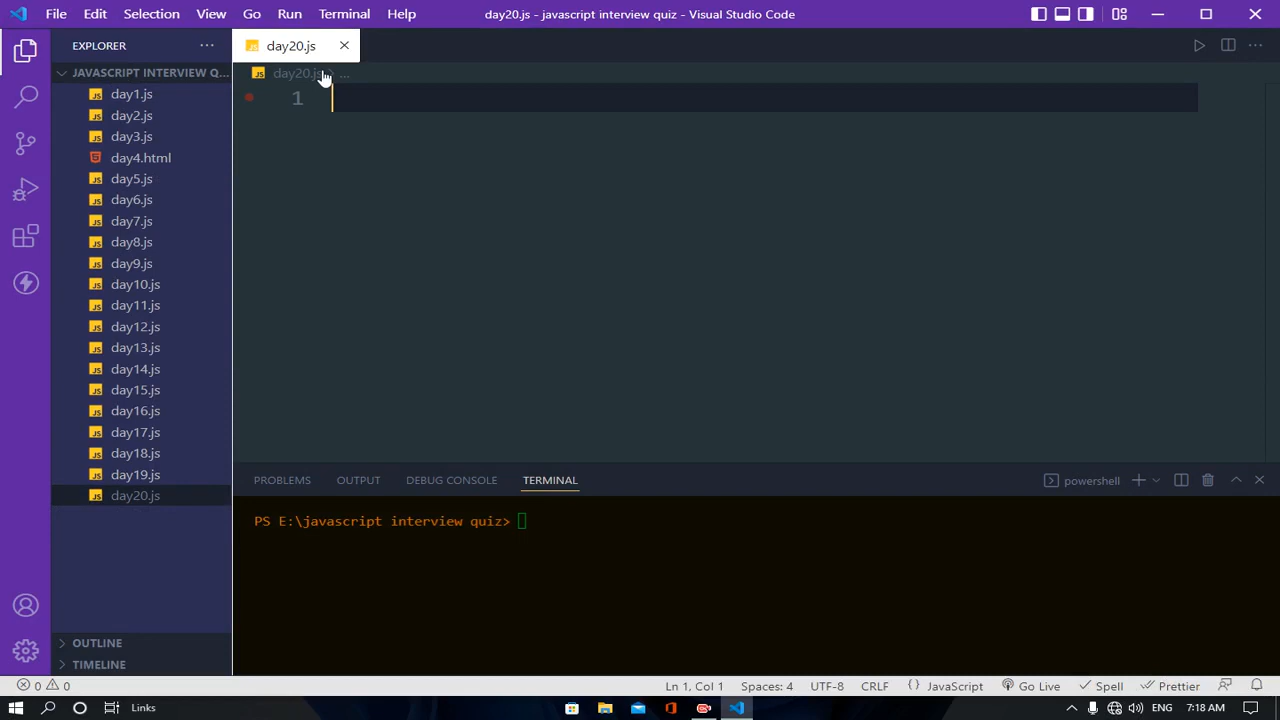 File Edit Selection View Go Run Terminal Help day20.js - javascript interview quiz - Visual Studio Code
EXPLORER
day20.js
JAVASCRIPT INTERVIEW Q...
day20.js > ...
1
day1.js
day2.js
day3.js
day4.html
day5.js
day6.js
day7.js
day8.js
day9.js
day10.js
day11.js
day12.js
day13.js
day14.js
day15.js
day16.js
day17.js
day18.js
day19.js
day20.js
OUTLINE
TIMELINE
PROBLEMS OUTPUT DEBUG CONSOLE TERMINAL powershell
PS E:\javascript interview quiz>
0 0 Ln 1, Col 1 Spaces: 4 UTF-8 CRLF JavaScript Go Live Spell Prettier
Links ENG 7:18 AM